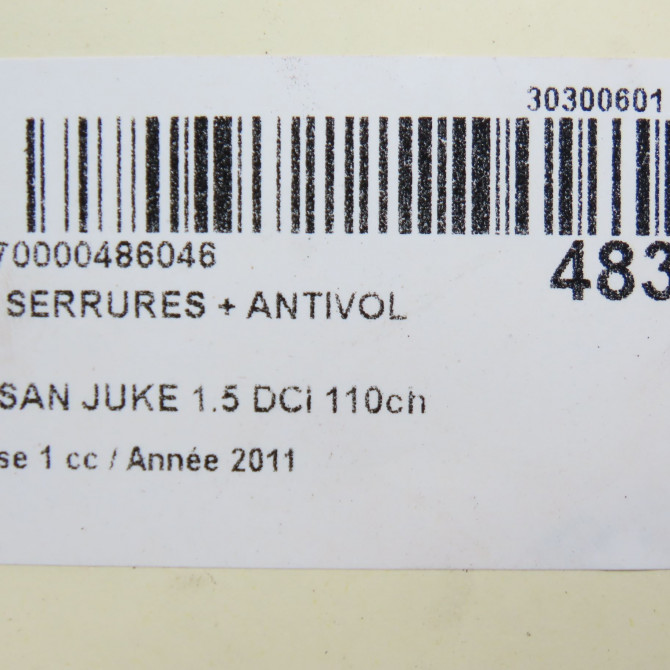 30300601
70000486046
483
SERRURES + ANTIVOL
SAN JUKE 1.5 DCI 110ch
se 1 cc / Année 2011